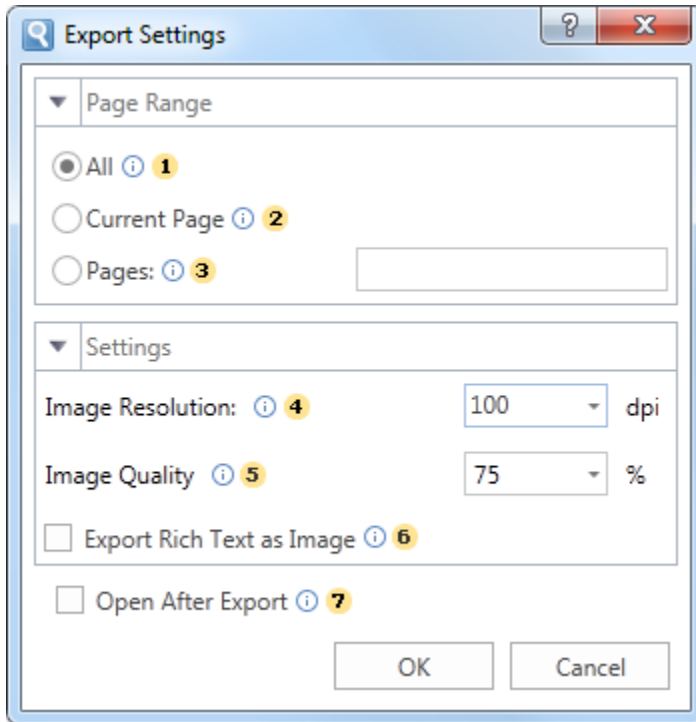 Export Settings
?
Page Range
All 1
Current Page 2
Pages: 3
Settings
Image Resolution: 4 100 dpi
Image Quality 5 75 %
Export Rich Text as Image 6
Open After Export 7
OK Cancel